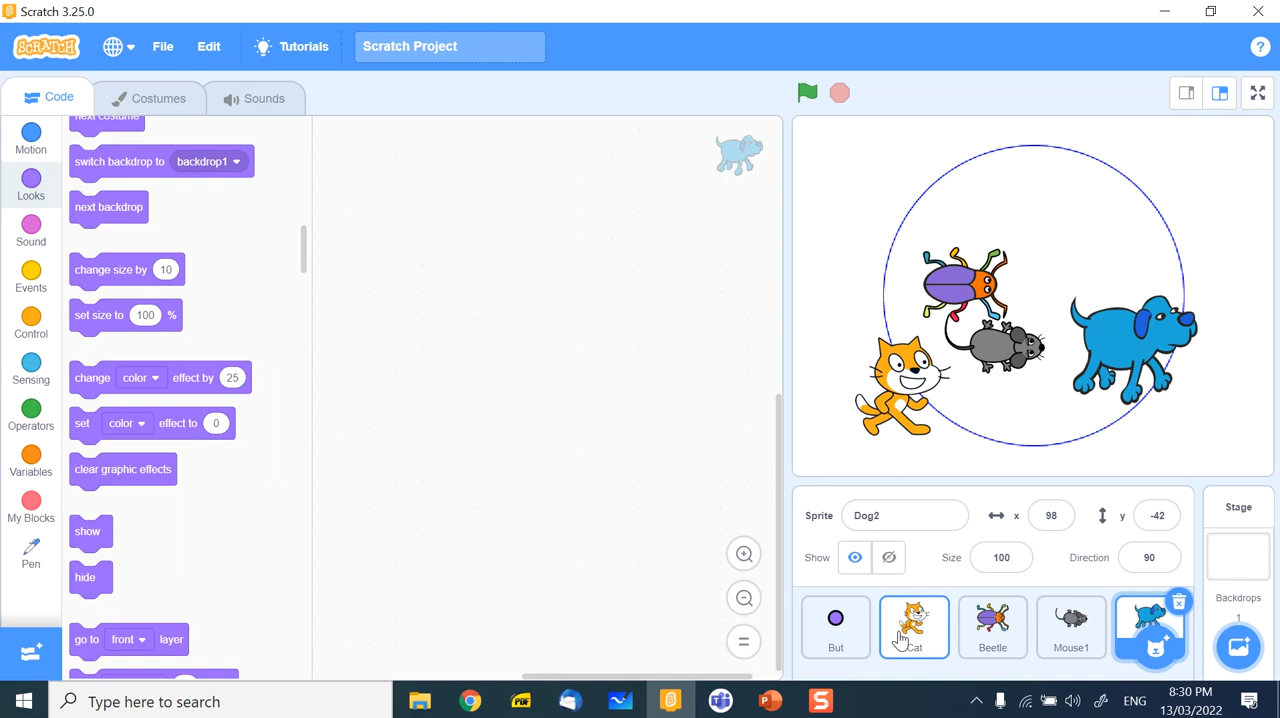 Scratch 3.25.0
SCRATCH
File
Edit
Tutorials
Scratch Project
?
Code
Costumes
Sounds
Motion
Looks
Sound
Events
Control
Sensing
Operators
Variables
My Blocks
Pen
next costume
switch backdrop to backdrop1
next backdrop
change size by 10
set size to 100 %
change color effect by 25
set color effect to 0
clear graphic effects
show
hide
go to front layer
Sprite Dog2 x 98 y -42
Show Size 100 Direction 90
But
Cat
Beetle
Mouse1
Stage
Backdrops
1
Type here to search
PDF
S
ENG
8:30 PM
13/03/2022